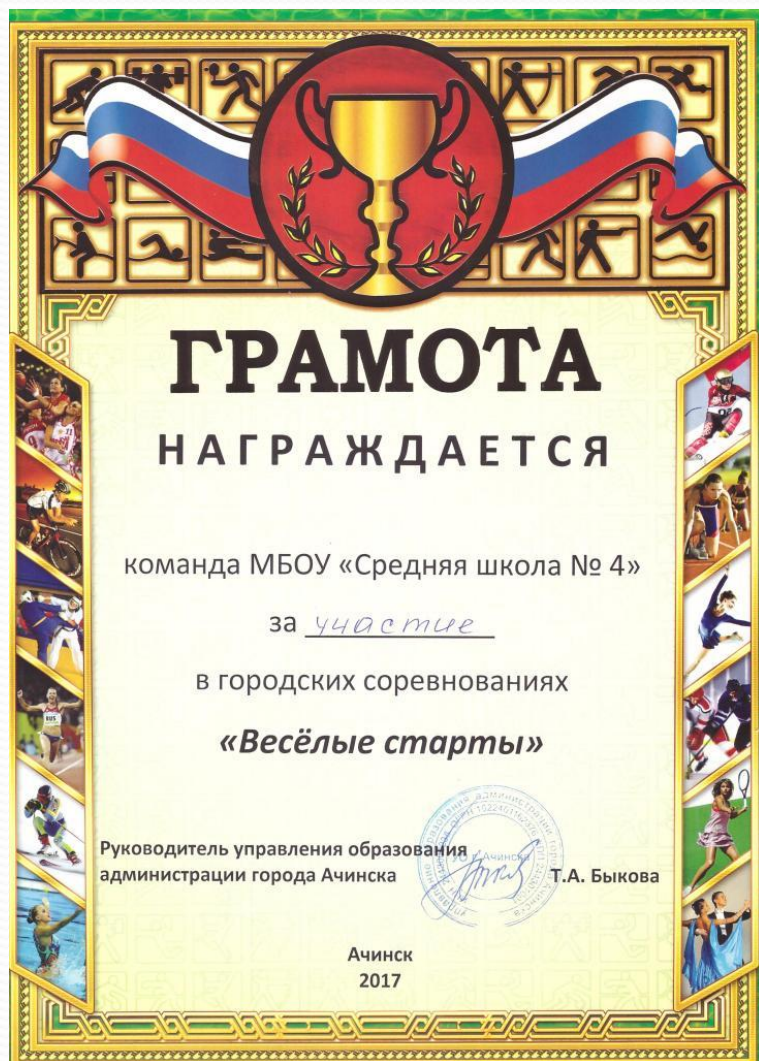 ГРАМОТА
НАГРАЖДАЕТСЯ
команда МБОУ «Средняя школа № 4»
за участие
в городских соревнованиях
«Весёлые старты»
Руководитель управления образования
администрации города Ачинска
Т.А. Быкова
Ачинск
2017